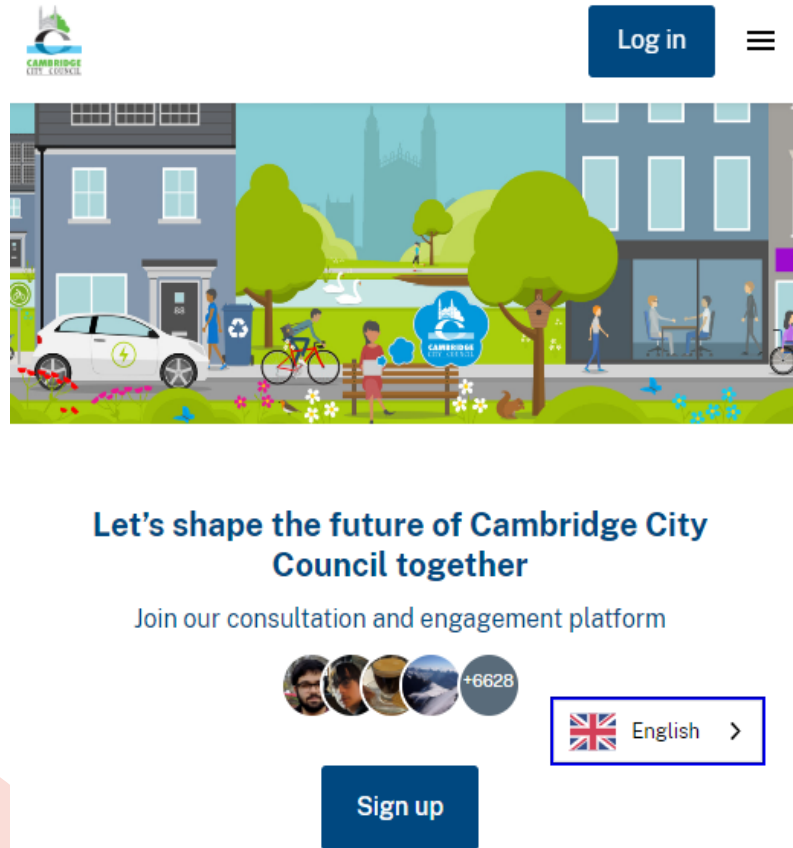 CAMBRIDGE
CITY COUNCIL
Log in
88
CAMBRIDGE
CITY COUNCIL
Let’s shape the future of Cambridge City
Council together
Join our consultation and engagement platform
+6628
English
Sign up